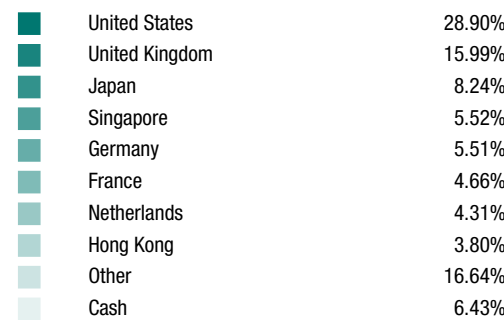 United States 28.90%
United Kingdom 15.99%
Japan 8.24%
Singapore 5.52%
Germany 5.51%
France 4.66%
Netherlands 4.31%
Hong Kong 3.80%
Other 16.64%
Cash 6.43%